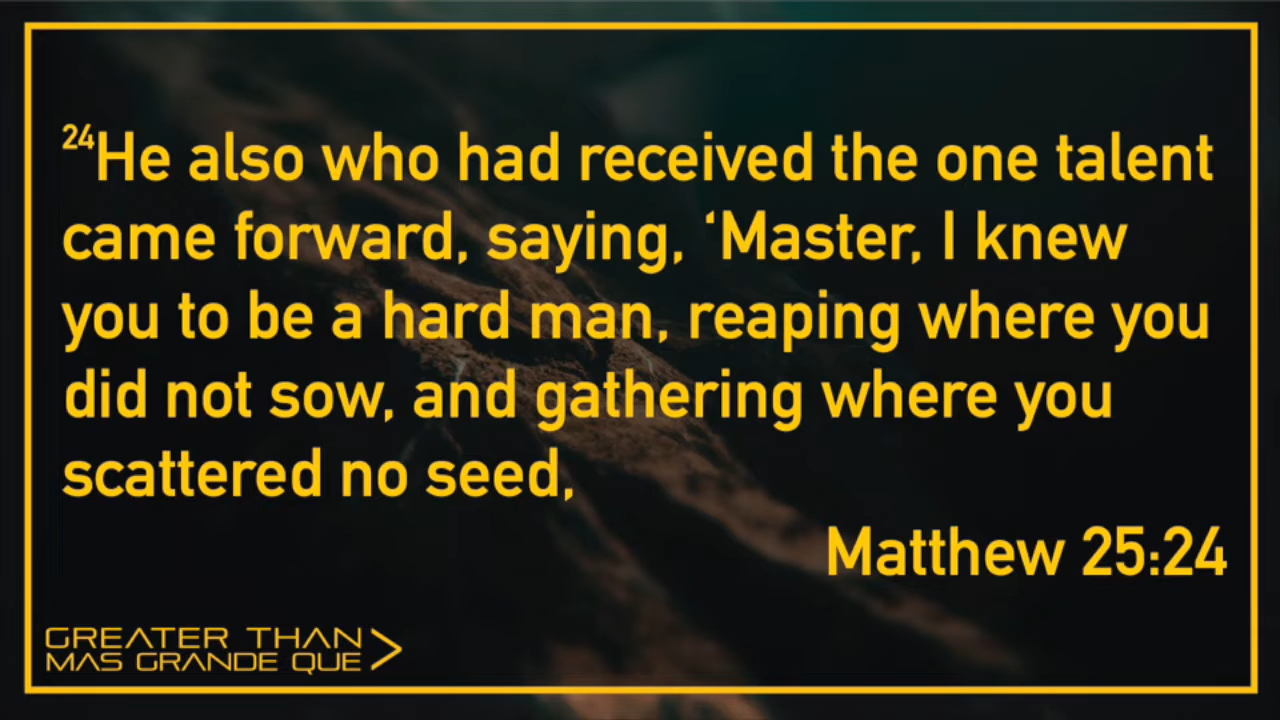 24He also who had received the one talent
came forward, saying, ‘Master, I knew
you to be a hard man, reaping where you
did not sow, and gathering where you
scattered no seed,
Matthew 25:24
GREATER THAN
MAS GRANDE QUE >